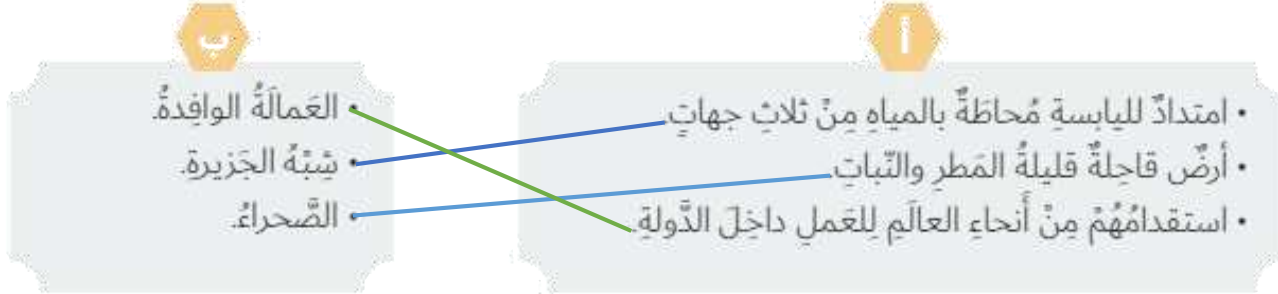 أ
• امتدادٌ لليابسةِ مُحاطَةٌ بالمياهِ مِنْ ثلاثِ جهاتٍ.
• أرضٌ قاحِلةٌ قليلةُ المَطرِ والنّباتِ.
• استقدامُهُمْ مِنْ أَنحاءِ العالَمِ لِلعَملِ داخِلَ الدَّولةِ.
ب
• العَمالَةُ الوافِدةُ.
• شِبْهُ الجَزيرةِ.
• الصَّحراءُ.